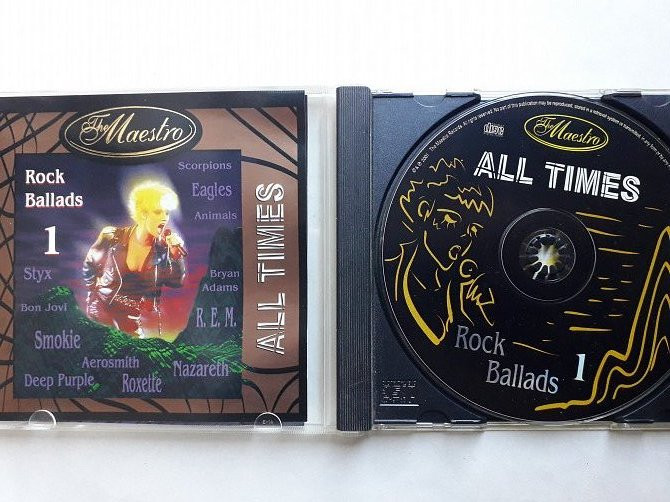 The Maestro
Rock
Ballads
1
Scorpions
Eagles
Animals
Styx
Bryan
Adams
Bon Jovi
R. E. M.
Smokie
Aerosmith
Nazareth
Deep Purple
Roxette
ALL TIMES
The Maestro
ALL TIMES
Rock
Ballads
1